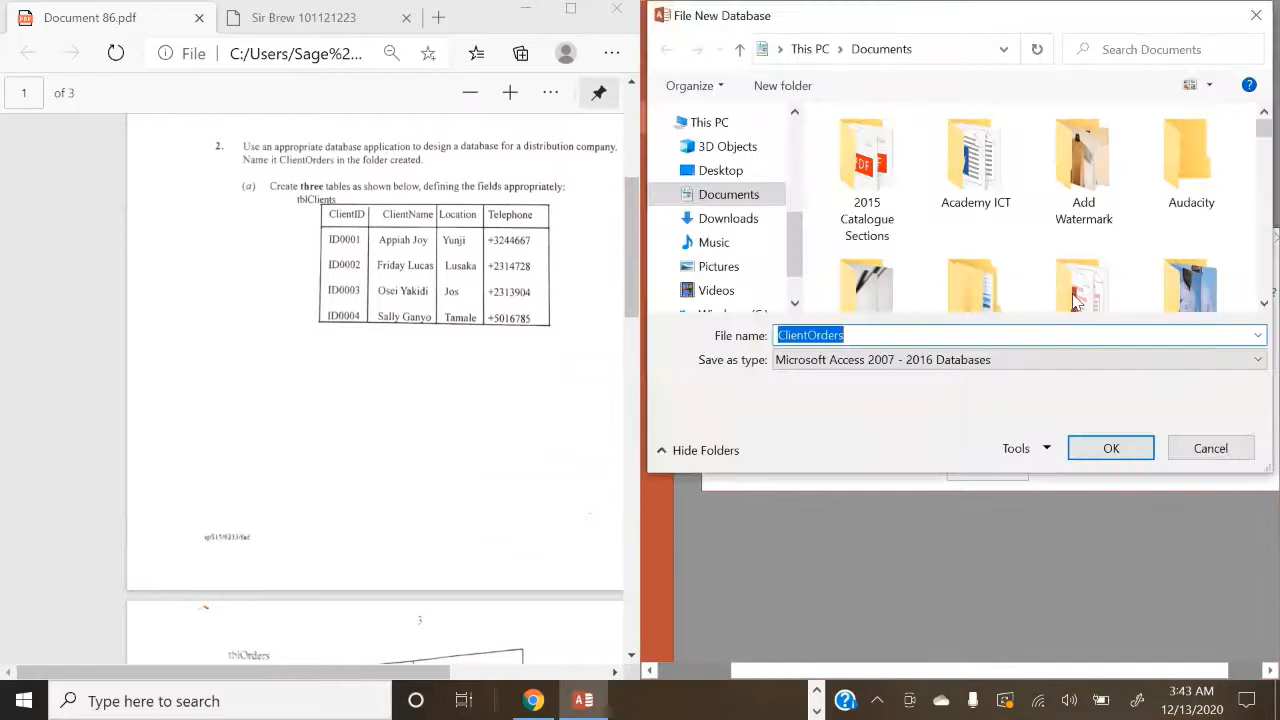 Document 86.pdf
Sir Brew 101121223
File
C:/Users/Sage%2...
1 of 3
2. Use an appropriate database application to design a database for a distribution company.
Name it ClientOrders in the folder created.
(a) Create three tables as shown below, defining the fields appropriately:
tblClients
ClientID ClientName Location Telephone
ID0001 Appiah Joy Yunji +3244667
ID0002 Friday Lucas Lusaka +2314728
ID0003 Osei Yakidi Jos +2313904
ID0004 Sally Ganyo Tamale +5016785
3
tblOrders
File New Database
This PC > Documents
Search Documents
Organize
New folder
This PC
3D Objects
Desktop
Documents
Downloads
Music
Pictures
Videos
2015
Catalogue
Sections
Academy ICT
Add
Watermark
Audacity
File name: ClientOrders
Save as type: Microsoft Access 2007 - 2016 Databases
Hide Folders
Tools
OK
Cancel
Type here to search
3:43 AM
12/13/2020